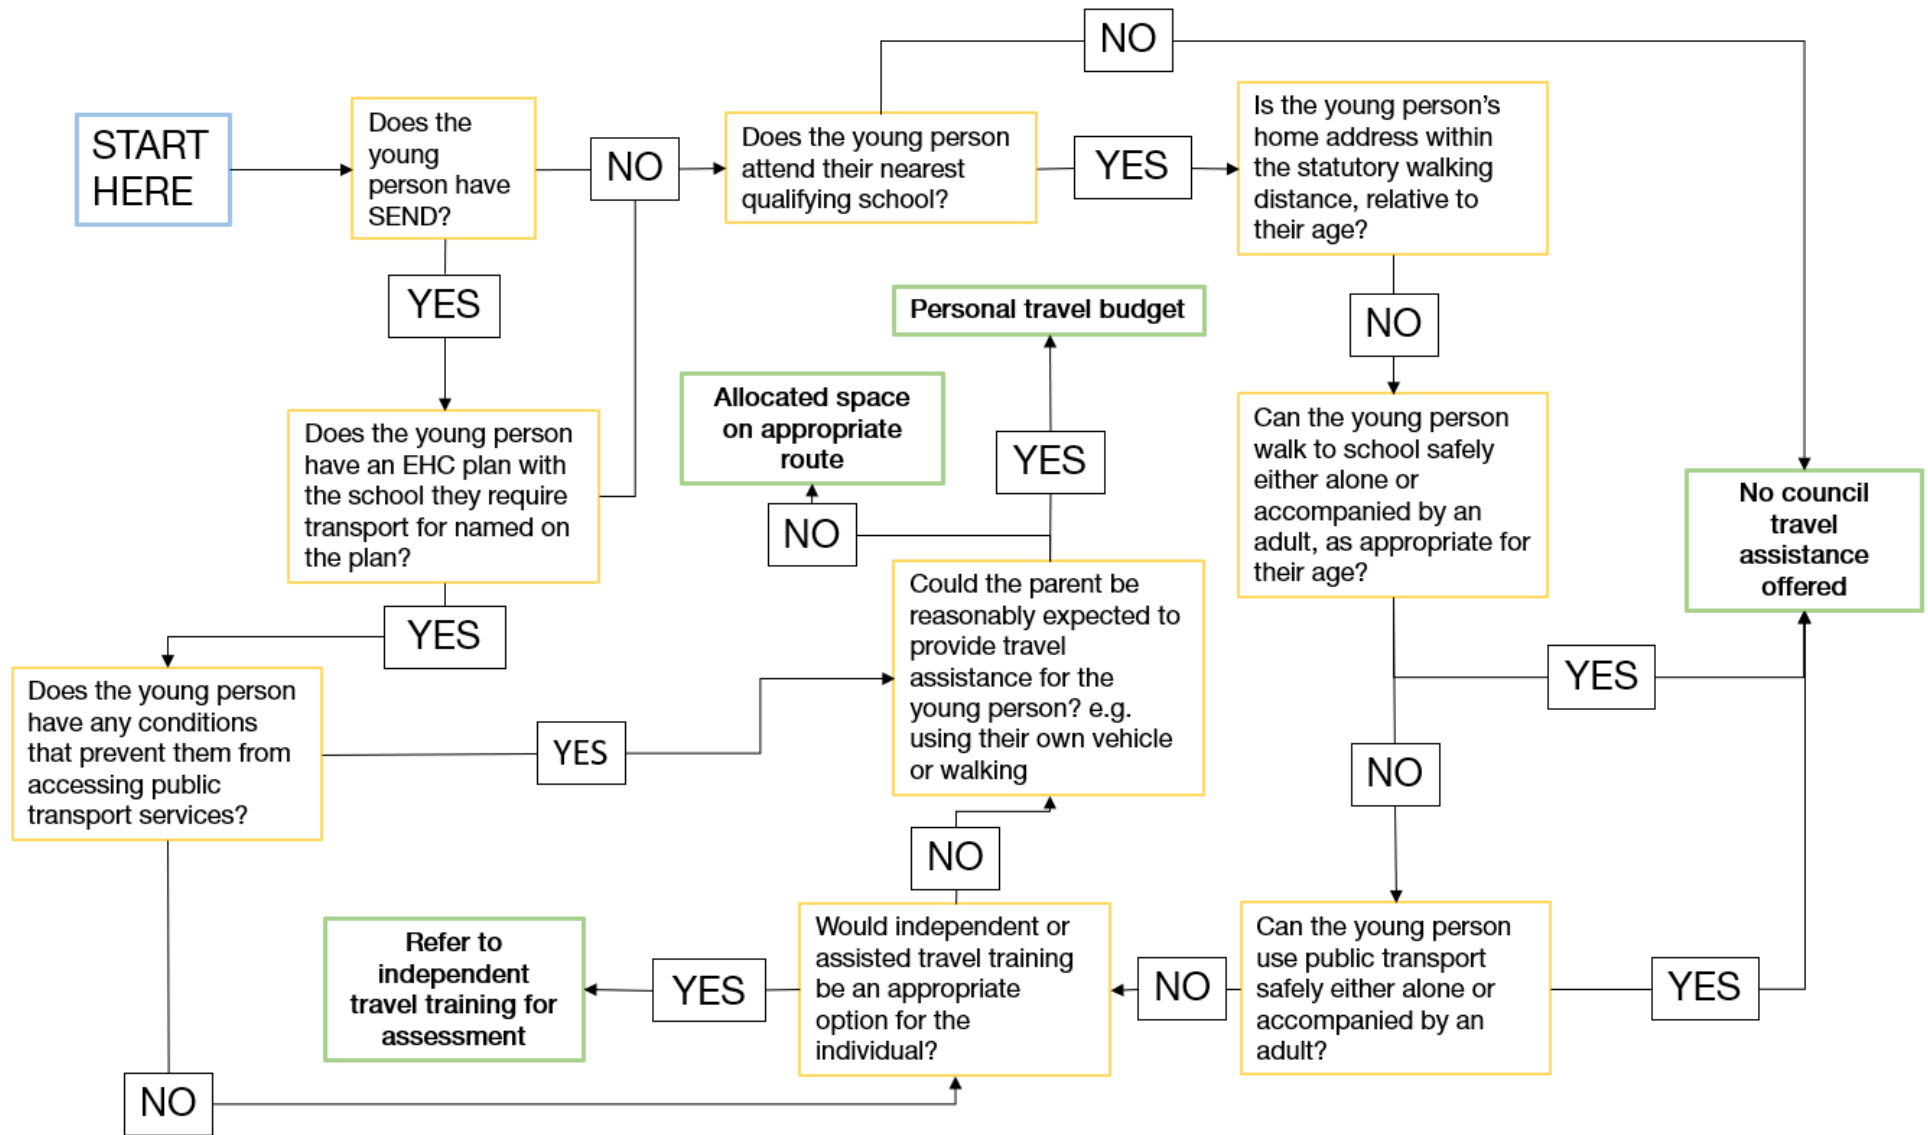 START
HERE
Does the
young
person have
SEND?
NO
Does the young person
attend their nearest
qualifying school?
NO
YES
Is the young person’s
home address within
the statutory walking
distance, relative to
their age?
YES
NO
Personal travel budget
Allocated space
on appropriate
route
YES
NO
Does the young person
have an EHC plan with
the school they require
transport for named on
the plan?
YES
Can the young person
walk to school safely
either alone or
accompanied by an
adult, as appropriate for
their age?
No council
travel
assistance
offered
Could the parent be
reasonably expected to
provide travel
assistance for the
young person? e.g.
using their own vehicle
or walking
YES
Does the young person
have any conditions
that prevent them from
accessing public
transport services?
YES
NO
NO
Refer to
independent
travel training for
assessment
YES
Would independent or
assisted travel training
be an appropriate
option for the
individual?
NO
Can the young person
use public transport
safely either alone or
accompanied by an
adult?
YES
NO